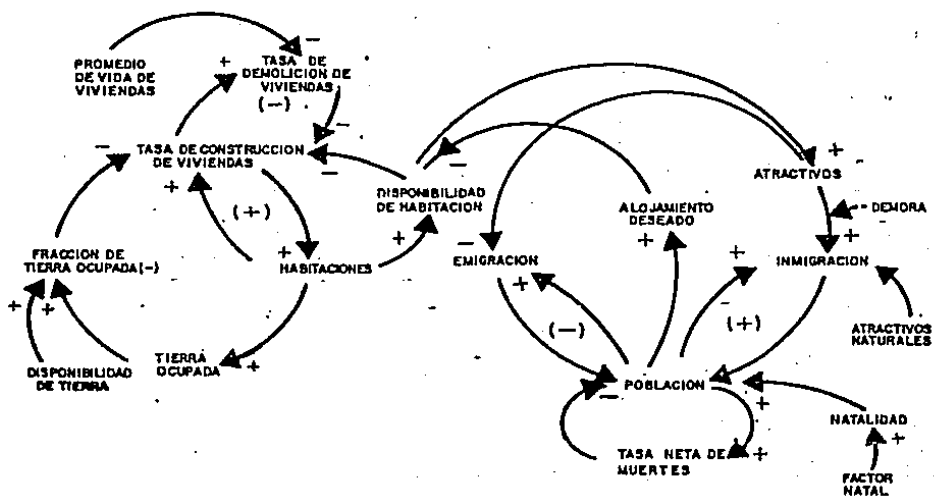 PROMEDIO
DE VIDA DE
VIVIENDAS
-
+
TASA DE
DEMOLICION DE
VIVIENDAS
(-)
-
-
TASA DE CONSTRUCCION
DE VIVIENDAS
-
+
(+)
DISPONIBILIDAD
DE HABITACION
-
ALOJAMIENTO
DESEADO
+
ATRACTIVOS
DEMORA
+
FRACCION DE
TIERRA OCUPADA(-)
+
HABITACIONES
+
-
EMIGRACION
+
+
+
INMIGRACION
+
+
(-)
-
(+)
ATRACTIVOS
NATURALES
DISPONIBILIDAD
DE TIERRA
TIERRA
OCUPADA
+
POBLACION
-
+
NATALIDAD
+
TASA NETA DE
MUERTES
+
FACTOR
NATAL